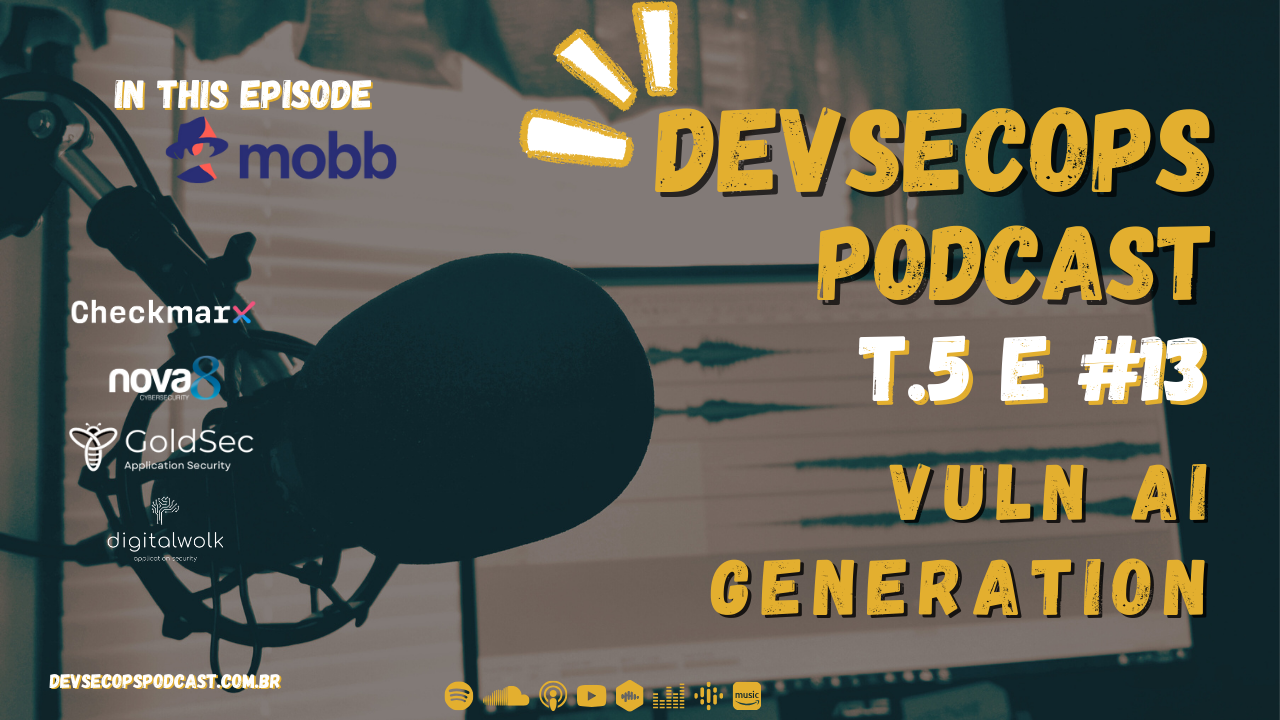 IN THIS EPISODE
mobb
DEVSECOPS
PODCAST
T.5 E #13
VULN AI
GENERATION
Checkmarx
nova8
CYBERSECURITY
GoldSec
Application Security
digitalwolk
application security
DEVSECOPSPODCAST.COM.BR
music